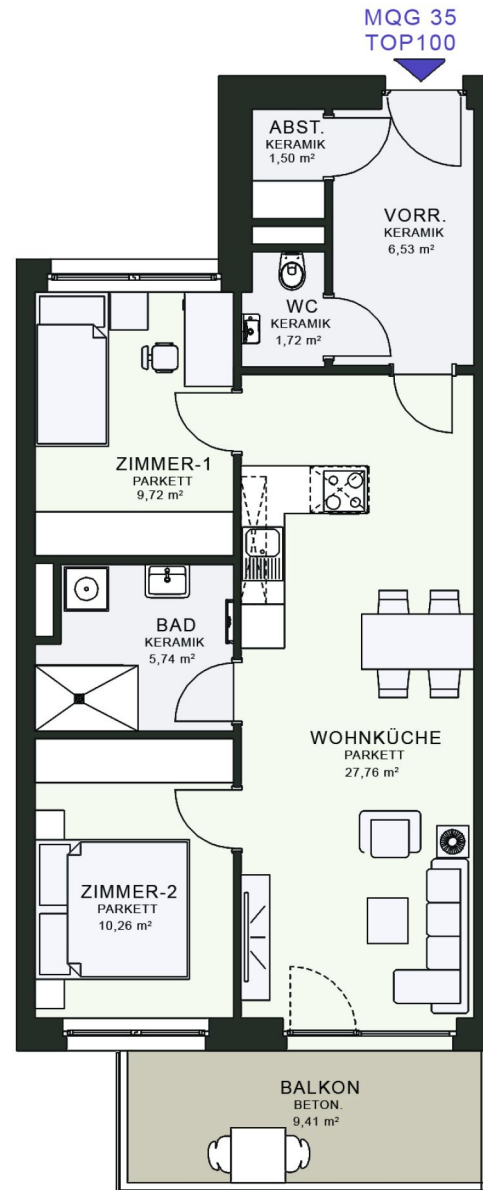 MQG 35
TOP100
ABST.
KERAMIK
1,50 m²
VORR.
KERAMIK
6,53 m²
WC
KERAMIK
1,72 m²
ZIMMER-1
PARKETT
9,72 m²
BAD
KERAMIK
5,74 m²
WOHNKÜCHE
PARKETT
27,76 m²
ZIMMER-2
PARKETT
10,26 m²
BALKON
BETON.
9,41 m²